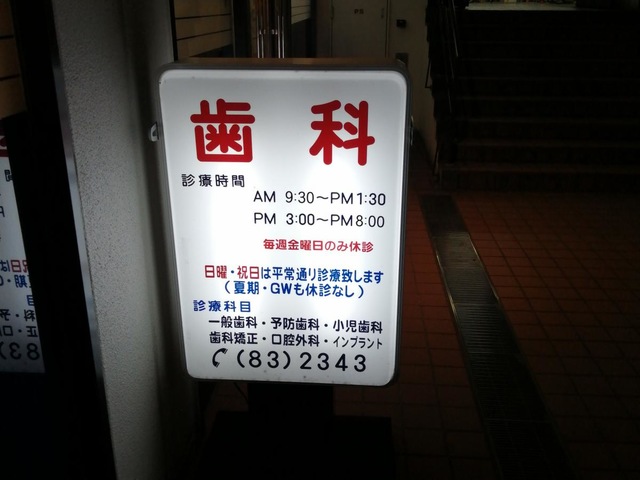 歯科
診療時間
AM 9:30～PM1:30
PM 3:00～PM8:00
毎週金曜日のみ休診
日曜・祝日は平常通り診療致します
（夏期・GWも休診なし）
診療科目
一般歯科・予防歯科・小児歯科
歯科矯正・口腔外科・インプラント
(83)2343